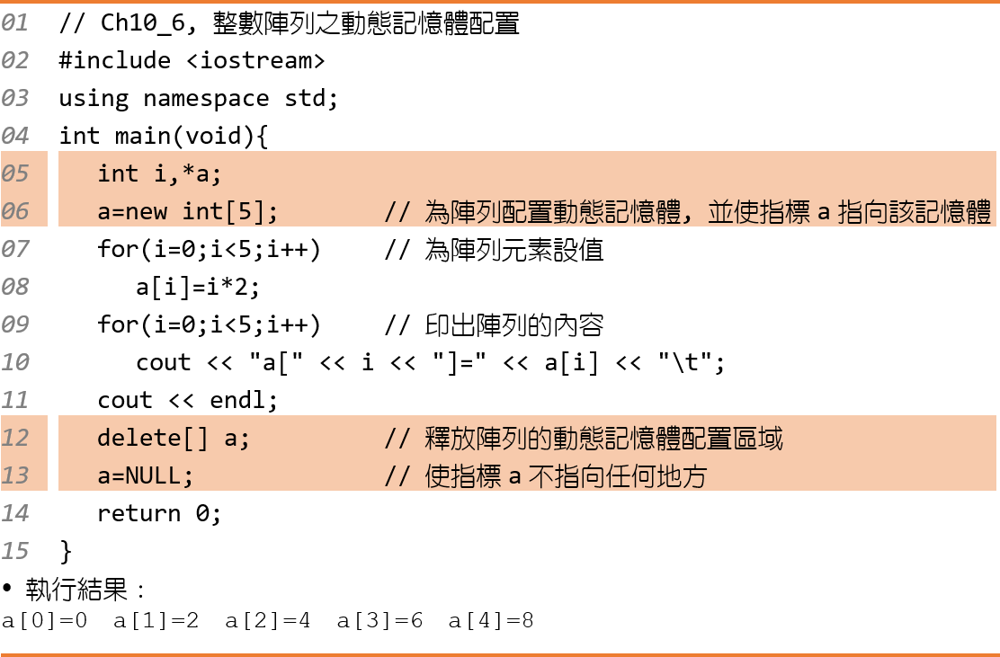 01 // Ch10_6, 整數陣列之動態記憶體配置
02 #include <iostream>
03 using namespace std;
04 int main(void){
05 int i,*a;
06 a=new int[5]; // 為陣列配置動態記憶體, 並使指標 a 指向該記憶體
07 for(i=0;i<5;i++) // 為陣列元素設值
08 a[i]=i*2;
09 for(i=0;i<5;i++) // 印出陣列的內容
10 cout << "a[" << i << "]=" << a[i] << "\t";
11 cout << endl;
12 delete[] a; // 釋放陣列的動態記憶體配置區域
13 a=NULL; // 使指標 a 不指向任何地方
14 return 0;
15 }
• 執行結果：
a[0]=0 a[1]=2 a[2]=4 a[3]=6 a[4]=8